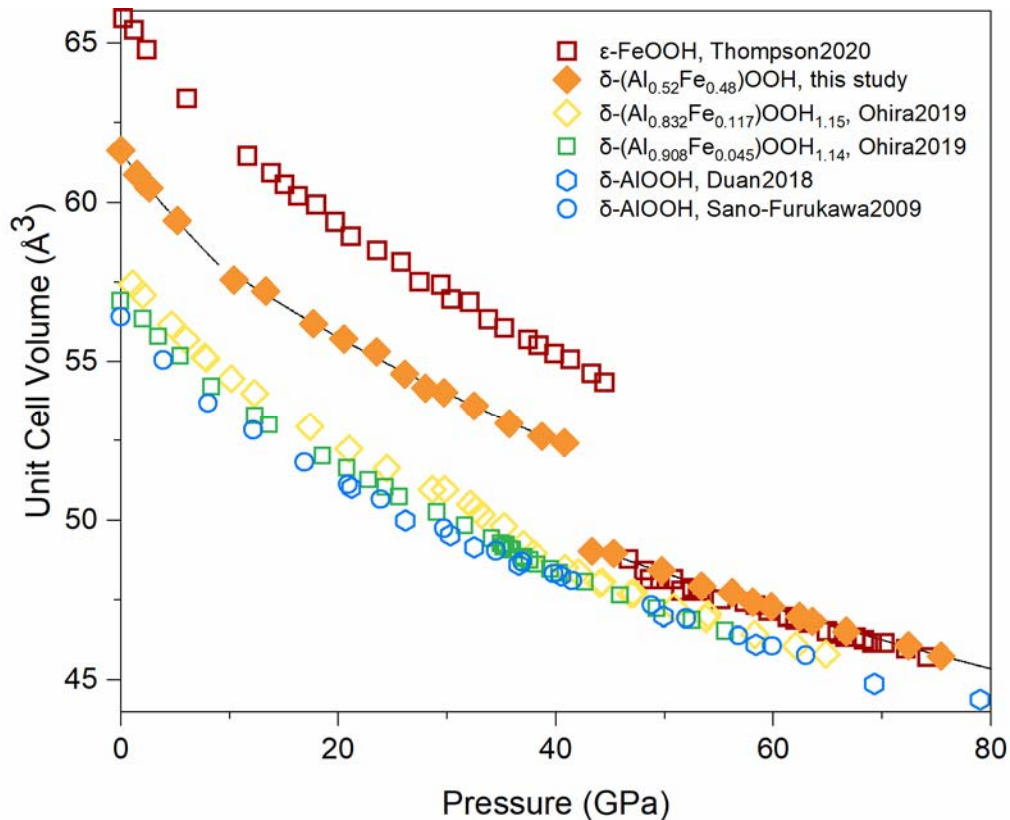 65
60
55
50
45
Unit Cell Volume (Å³)
ε-FeOOH, Thompson2020
δ-(Al₀.₅₂Fe₀.₄₈)OOH, this study
δ-(Al₀.₈₃₂Fe₀.₁₁₇)OOH₁.₁₅, Ohira2019
δ-(Al₀.₉₀₈Fe₀.₀₄₅)OOH₁.₁₄, Ohira2019
δ-AlOOH, Duan2018
δ-AlOOH, Sano-Furukawa2009
0 20 40 60 80
Pressure (GPa)